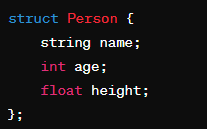 struct Person {
    string name;
    int age;
    float height;
};